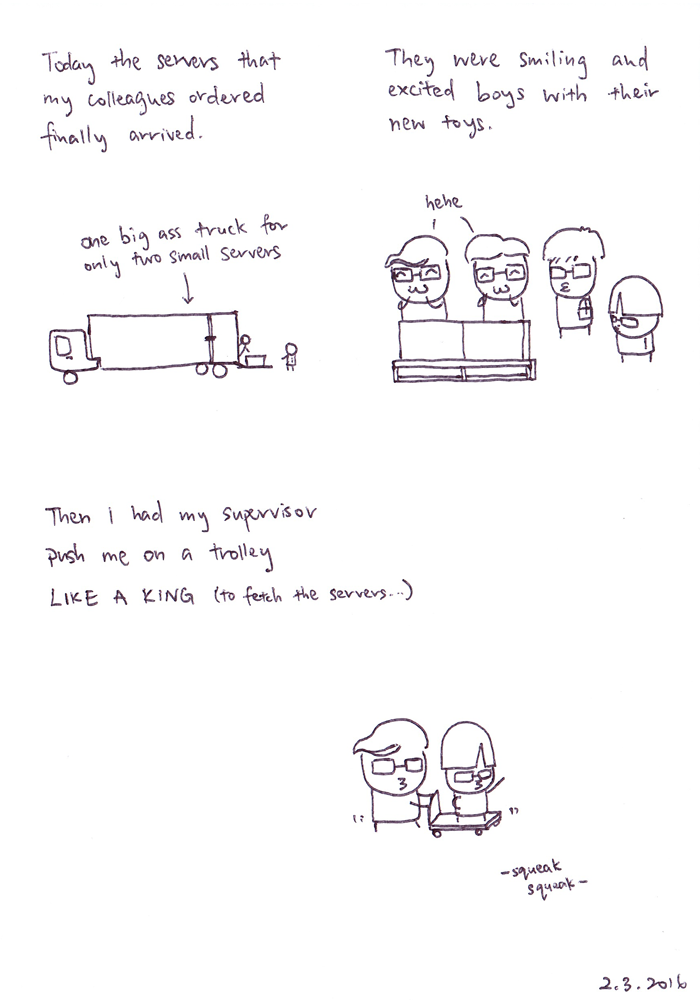 Today the servers that
my colleagues ordered
finally arrived.
one big ass truck for
only two small servers
They were smiling and
excited boys with their
new toys.
hehe
Then i had my supervisor
push me on a trolley
LIKE A KING (to fetch the servers...)
-squeak
squeak-
2.3.2016